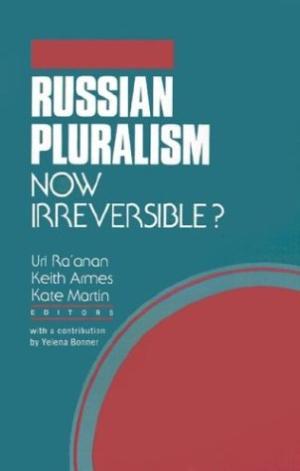 RUSSIAN
PLURALISM
NOW
IRREVERSIBLE?
Uri Ra'anan
Keith Armes
Kate Martin
EDITORS
with a contribution
by Yelena Bonner